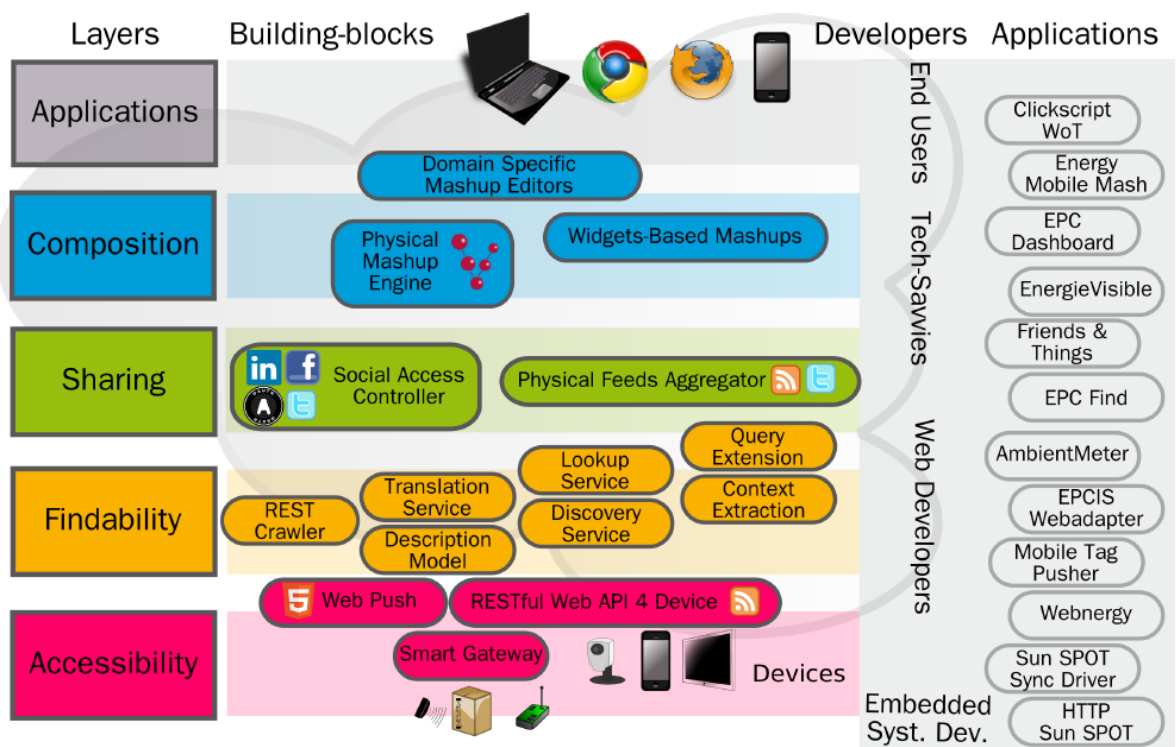 Layers
Building-blocks
Developers
Applications
Applications
Composition
Sharing
Findability
Accessibility
Domain Specific
Mashup Editors
Physical
Mashup
Engine
Widgets-Based Mashups
in
f
Social Access
Controller
A
t
Physical Feeds Aggregator
t
Query
Extension
Lookup
Service
Translation
Service
Context
Extraction
REST
Crawler
Discovery
Service
Description
Model
5
Web Push
RESTful Web API 4 Device
Smart Gateway
Devices
End Users
Tech-Savvies
Web Developers
Embedded
Syst. Dev.
Clickscript
WoT
Energy
Mobile Mash
EPC
Dashboard
EnergieVisible
Friends &
Things
EPC Find
AmbientMeter
EPCIS
Webadapter
Mobile Tag
Pusher
Webnergy
Sun SPOT
Sync Driver
HTTP
Sun SPOT